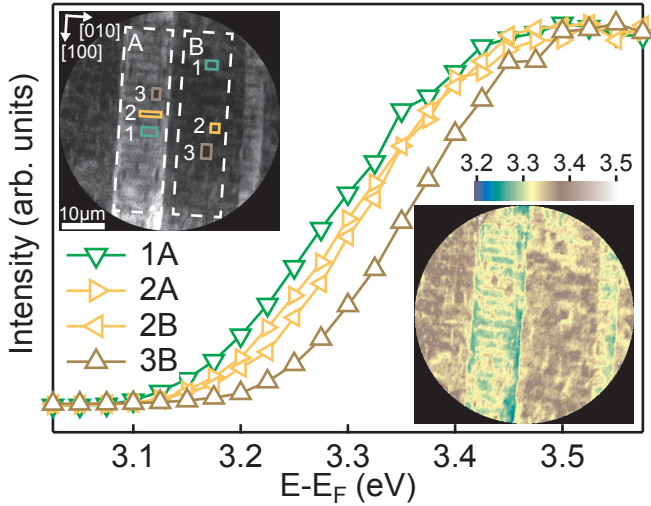 [010]
[100]
A
B
1
3
2
1
2
3
10μm
3.2 3.3 3.4 3.5
1A
2A
2B
3B
Intensity (arb. units)
3.1 3.2 3.3 3.4 3.5
E-E_F (eV)